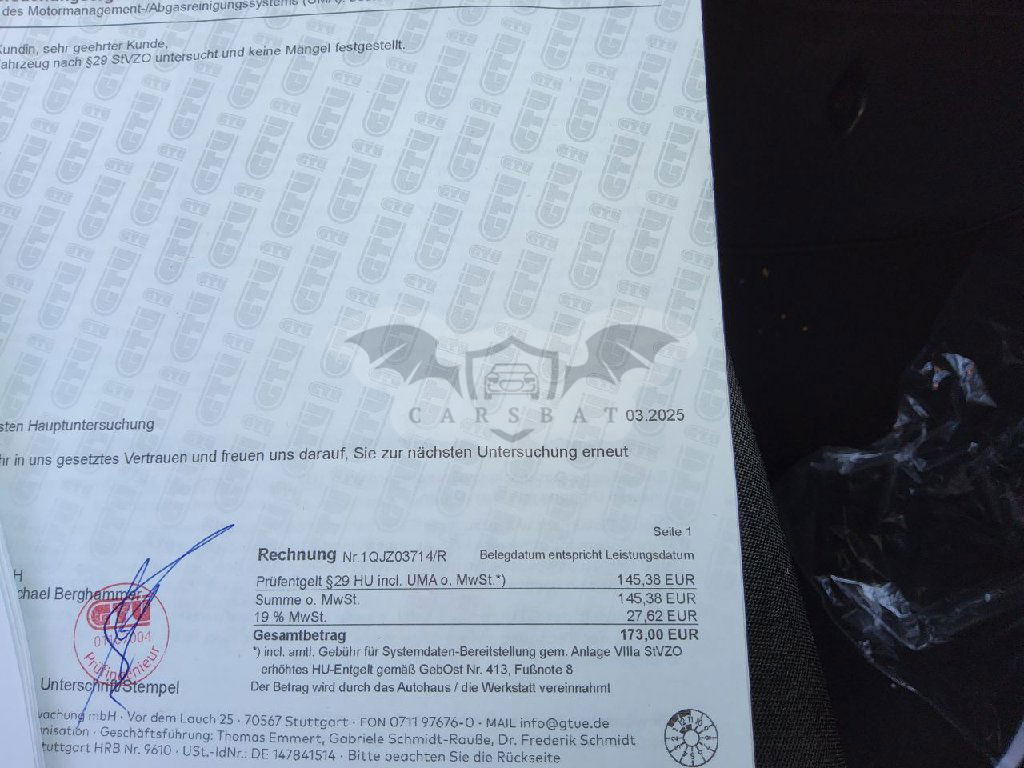 des Motormanagement-/Abgasreinigungssystems (UMA).
Kundin, sehr geehrter Kunde,
ahrzeug nach §29 StVZO untersucht und keine Mängel festgestellt.
CARSBAT
sten Hauptuntersuchung 03.2025
hr in uns gesetztes Vertrauen und freuen uns darauf, Sie zur nächsten Untersuchung erneut
Seite 1
Rechnung Nr.1QJZ03714/R Belegdatum entspricht Leistungsdatum
Prüfentgelt §29 HU incl. UMA o. MwSt.*) 145,38 EUR
Summe o. MwSt. 145,38 EUR
19 % MwSt. 27,62 EUR
Gesamtbetrag 173,00 EUR
*) incl. amtl. Gebühr für Systemdaten-Bereitstellung gem. Anlage VIIIa StVZO
erhöhtes HU-Entgelt gemäß GebOSt Nr. 413, Fußnote 8
Der Betrag wird durch das Autohaus / die Werkstatt vereinnahmt
H
chael Berghammer
GTÜ
Prüfingenieur
Unterschrift/Stempel
wachung mbH · Vor dem Lauch 25 · 70567 Stuttgart · FON 0711 97676-0 · MAIL info@gtue.de
nisation · Geschäftsführung: Thomas Emmert, Gabriele Schmidt-Rauße, Dr. Frederik Schmidt
tuttgart HRB Nr. 9610 · USt.-IdNr.: DE 147841514 · Bitte beachten Sie die Rückseite